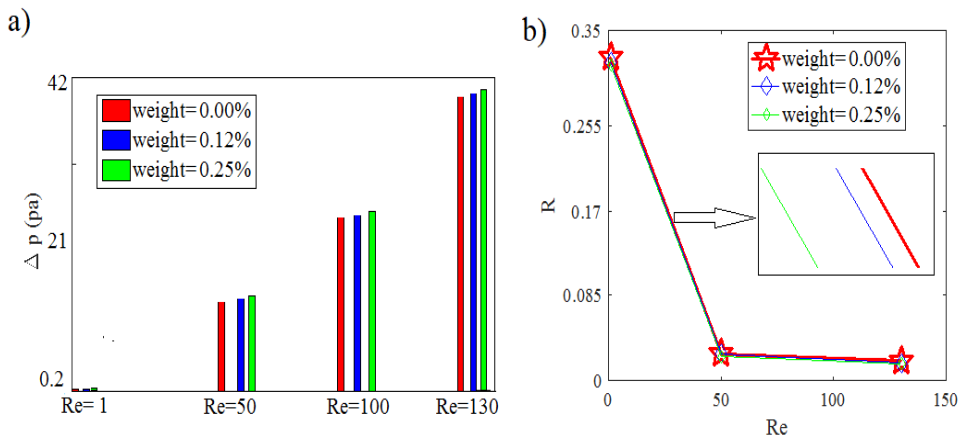 a)
42
21
0.2
Δ p (pa)
weight=0.00%
weight=0.12%
weight=0.25%
Re= 1
Re=50
Re=100
Re=130
b)
0.35
0.255
0.17
0.085
0
R
weight=0.00%
weight=0.12%
weight=0.25%
0
50
100
150
Re